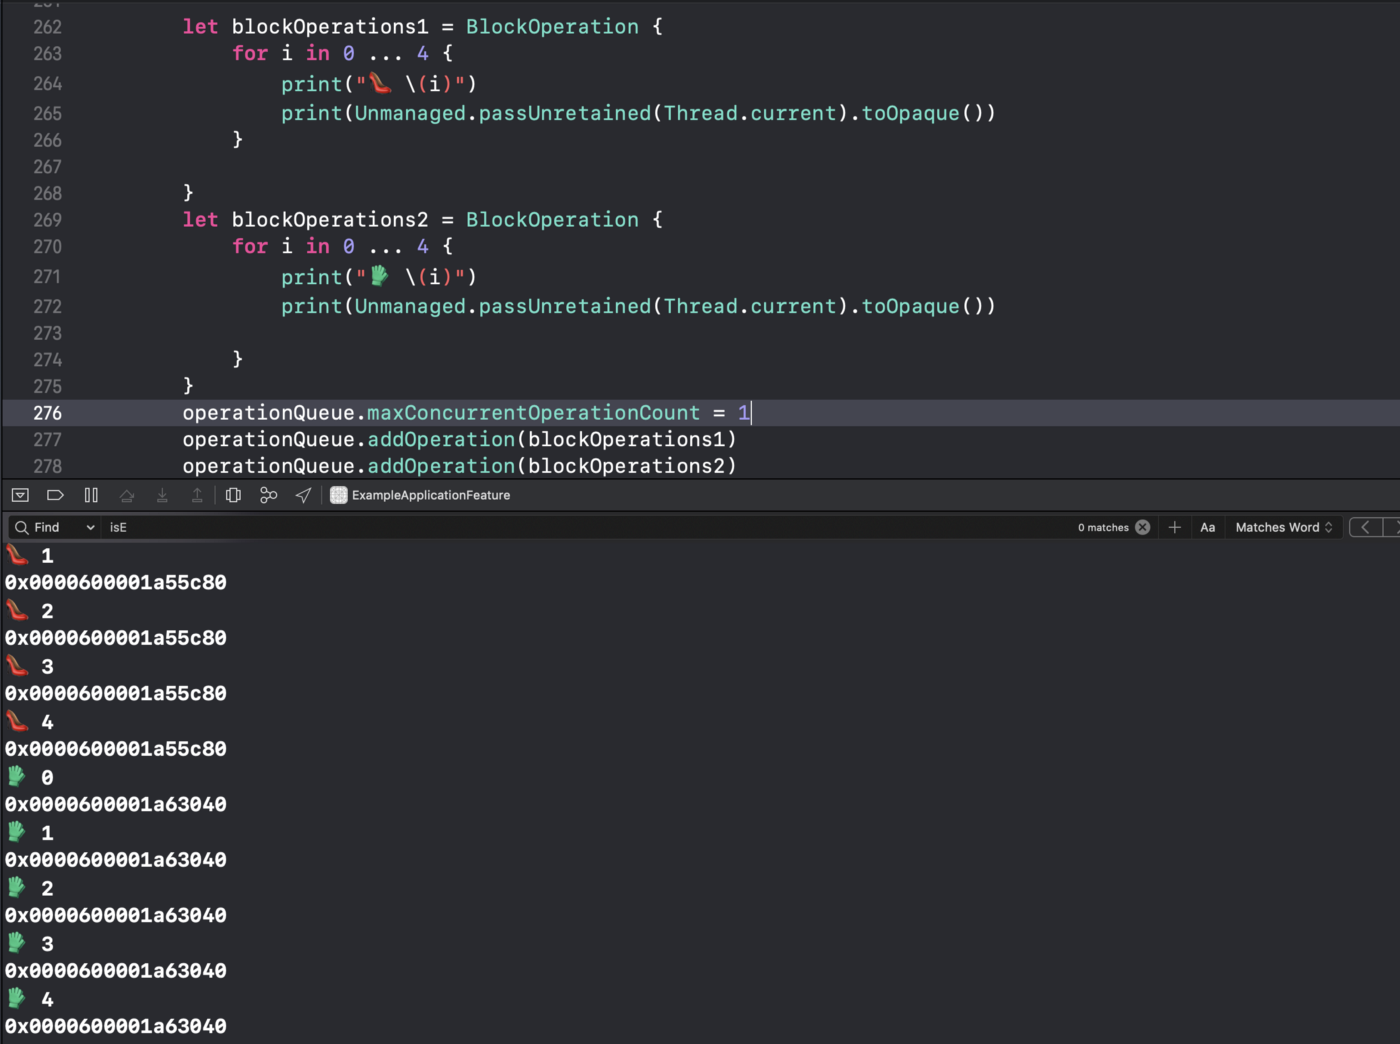 261
262 let blockOperations1 = BlockOperation {
263 for i in 0 ... 4 {
264 print("👠 \(i)")
265 print(Unmanaged.passUnretained(Thread.current).toOpaque())
266 }
267
268 }
269 let blockOperations2 = BlockOperation {
270 for i in 0 ... 4 {
271 print("🧤 \(i)")
272 print(Unmanaged.passUnretained(Thread.current).toOpaque())
273
274 }
275 }
276 operationQueue.maxConcurrentOperationCount = 1
277 operationQueue.addOperation(blockOperations1)
278 operationQueue.addOperation(blockOperations2)
ExampleApplicationFeature
Find isE 0 matches Aa Matches Word
👠 1
0x0000600001a55c80
👠 2
0x0000600001a55c80
👠 3
0x0000600001a55c80
👠 4
0x0000600001a55c80
🧤 0
0x0000600001a63040
🧤 1
0x0000600001a63040
🧤 2
0x0000600001a63040
🧤 3
0x0000600001a63040
🧤 4
0x0000600001a63040